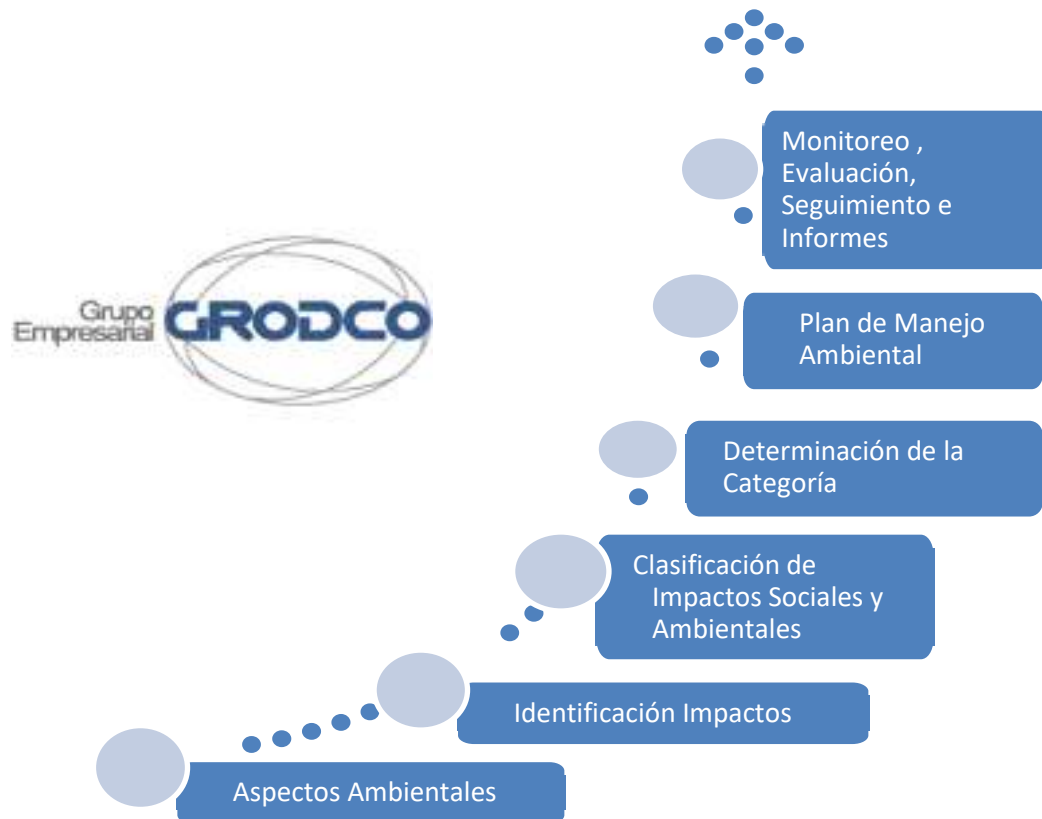 Monitoreo ,
Evaluación,
Seguimiento e
Informes
Grupo
Empresarial
GRODCO
Plan de Manejo
Ambiental
Determinación de la
Categoría
Clasificación de
Impactos Sociales y
Ambientales
Identificación Impactos
Aspectos Ambientales